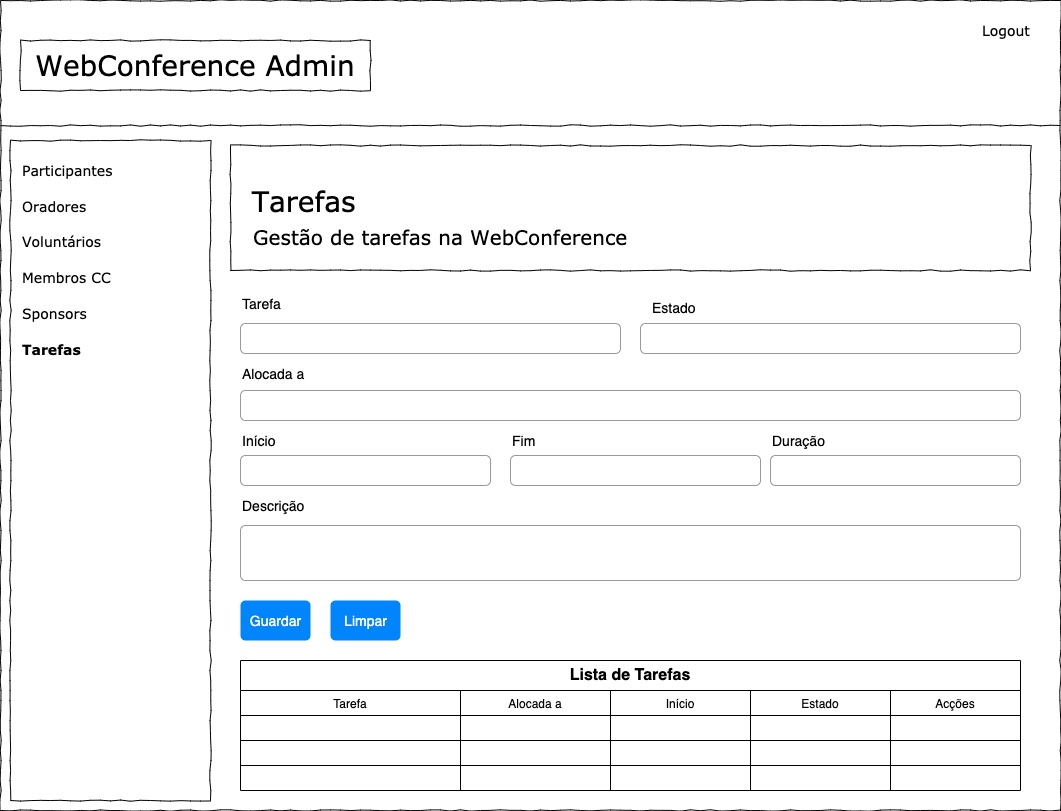 Logout
WebConference Admin
Participantes
Oradores
Voluntários
Membros CC
Sponsors
Tarefas
Tarefas
Gestão de tarefas na WebConference
Tarefa Estado
Alocada a
Início Fim Duração
Descrição
Guardar Limpar
Lista de Tarefas
Tarefa Alocada a Início Estado Acções